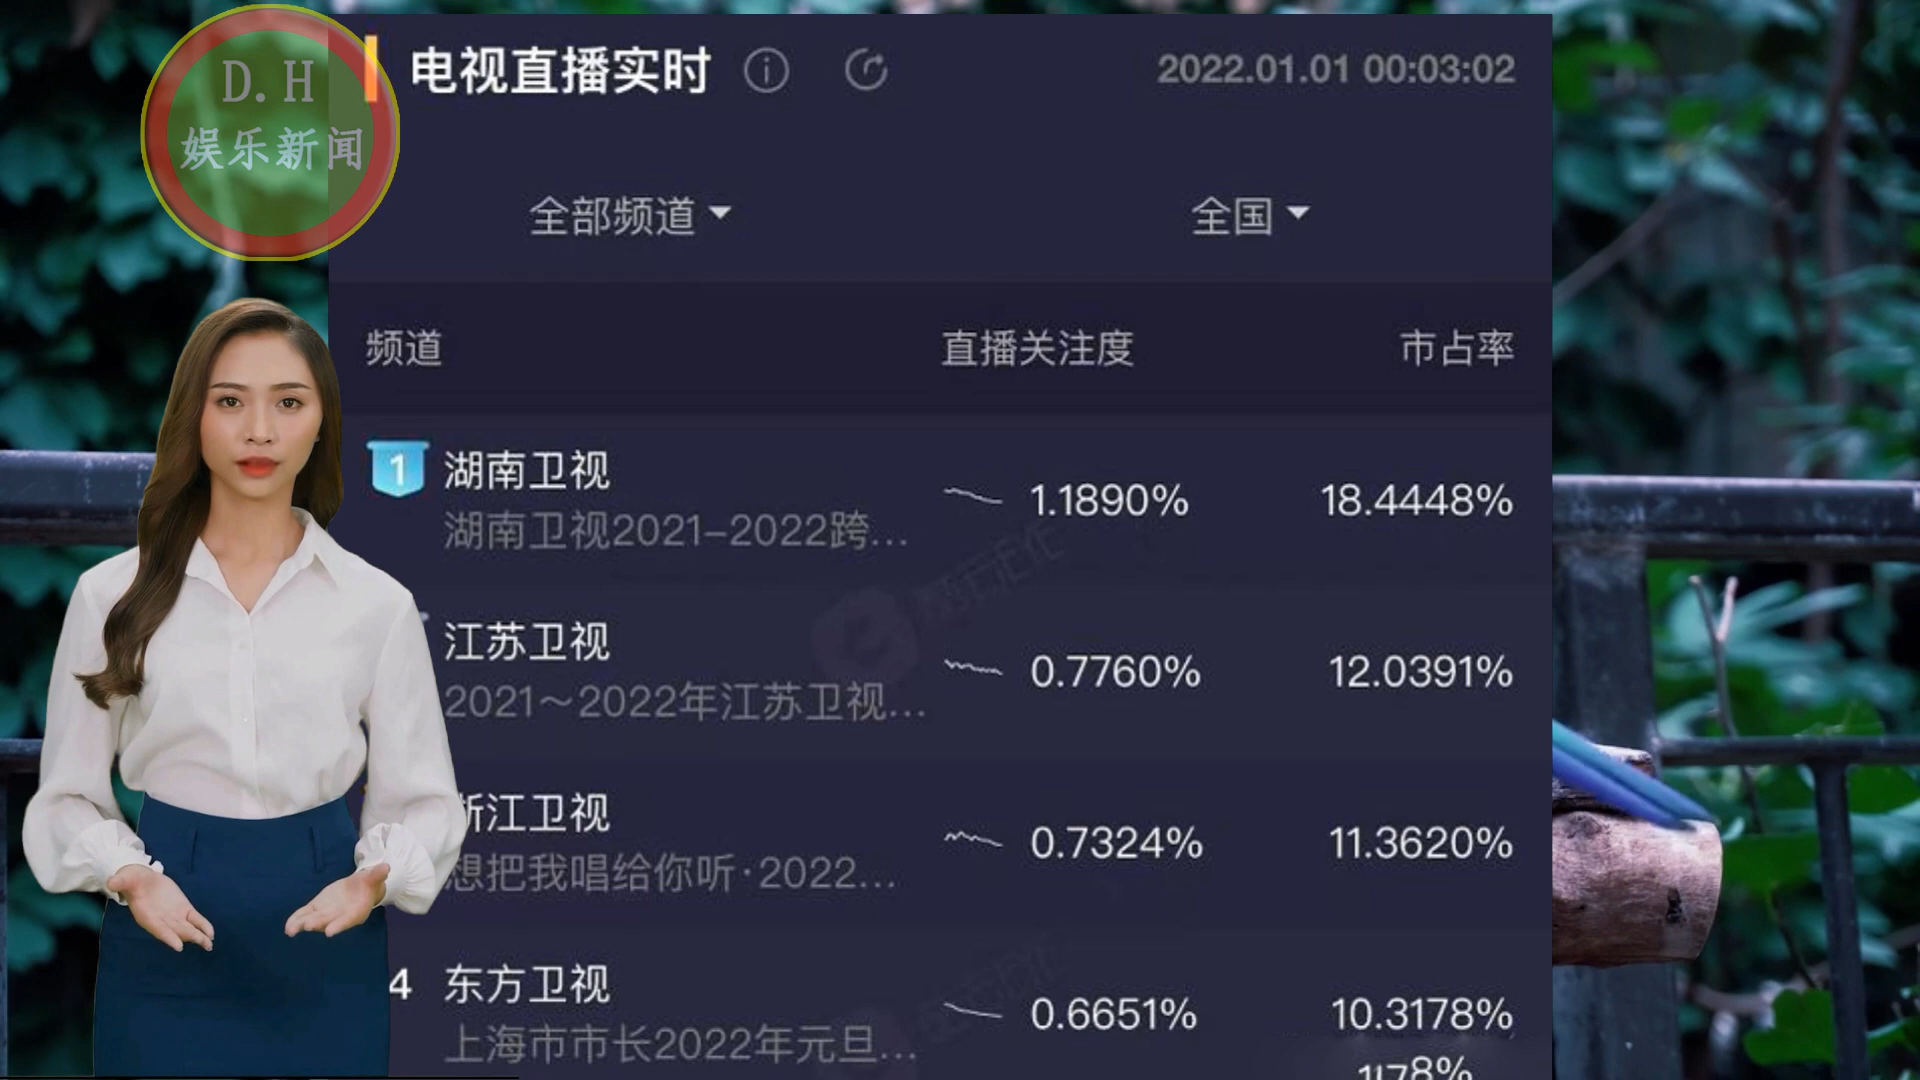 D.H
娱乐新闻
电视直播实时
2022.01.01 00:03:02
全部频道
全国
频道 直播关注度 市占率
1 湖南卫视
湖南卫视2021-2022跨...
1.1890% 18.4448%
江苏卫视
2021~2022年江苏卫视...
0.7760% 12.0391%
浙江卫视
想把我唱给你听·2022...
0.7324% 11.3620%
4 东方卫视
上海市市长2022年元旦...
0.6651% 10.3178%